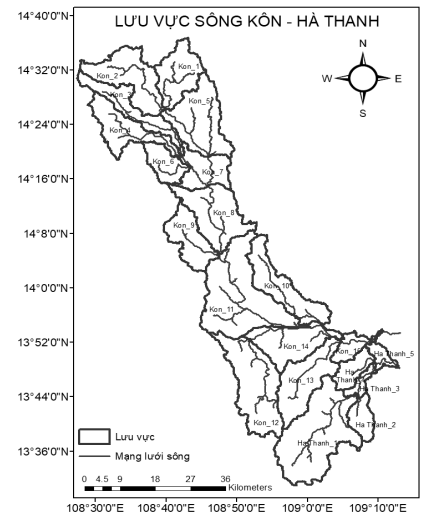 LƯU VỰC SÔNG KÔN - HÀ THANH
14°40'0"N
14°32'0"N
14°24'0"N
14°16'0"N
14°8'0"N
14°0'0"N
13°52'0"N
13°44'0"N
13°36'0"N
N
W E
S
Kon_1
Kon_2
Kon_3
Kon_5
Kon_4
Kon_6
Kon_7
Kon_8
Kon_9
Kon_10
Kon_11
Kon_14
Ha Thanh_5
Kon_13
Ha
Thanh_3
Kon_12
Ha Thanh_2
Lưu vực
Mạng lưới sông
0 4.5 9 18 27 36
Kilometers
108°30'0"E 108°40'0"E 108°50'0"E 109°0'0"E 109°10'0"E